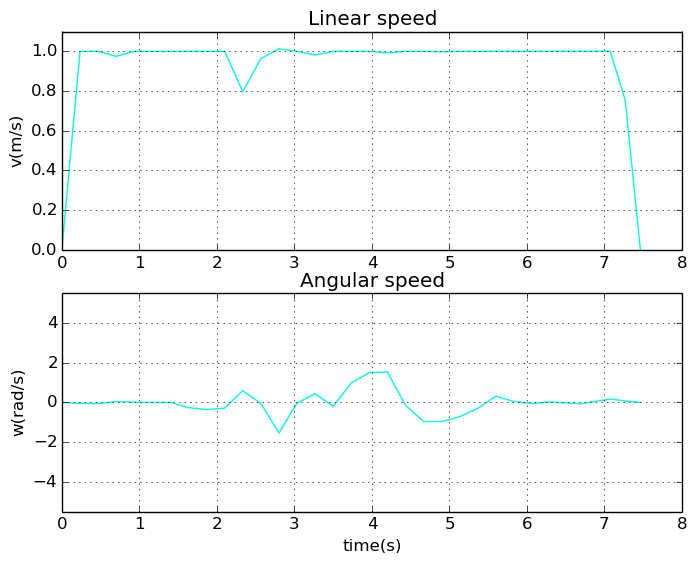 Linear speed
1.0
0.8
0.6
0.4
0.2
0.0
v(m/s)
0 1 2 3 4 5 6 7 8
Angular speed
4
2
0
−2
−4
w(rad/s)
0 1 2 3 4 5 6 7 8
time(s)